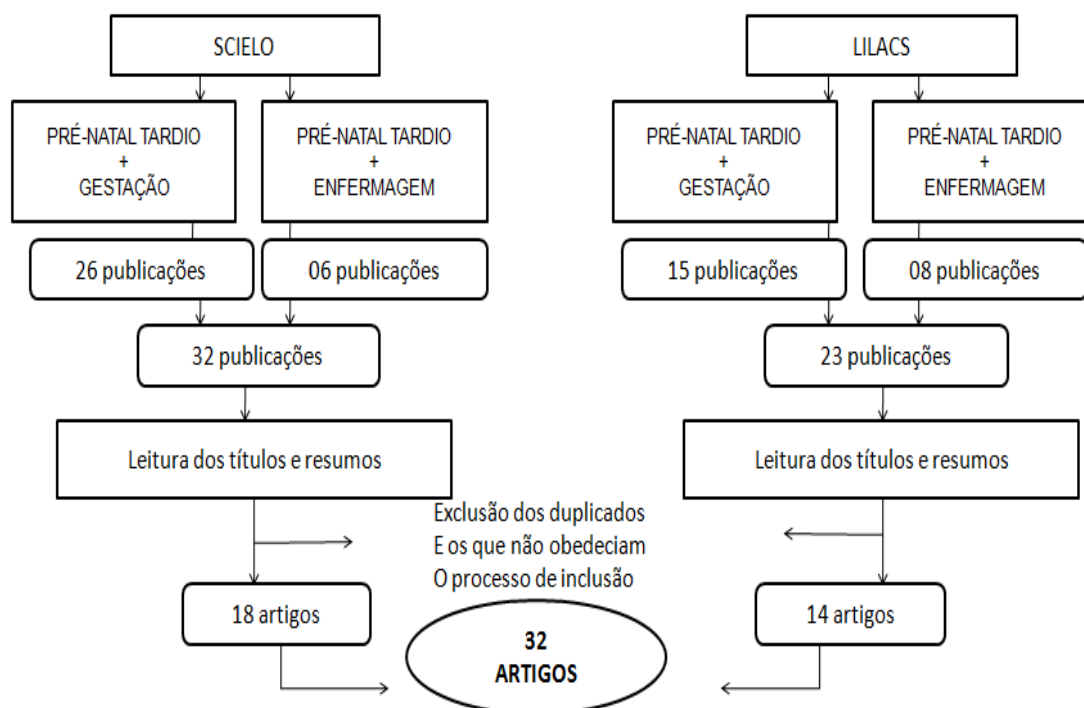 SCIELO
LILACS
PRÉ-NATAL TARDIO
+
GESTAÇÃO
PRÉ-NATAL TARDIO
+
ENFERMAGEM
PRÉ-NATAL TARDIO
+
GESTAÇÃO
PRÉ-NATAL TARDIO
+
ENFERMAGEM
26 publicações
06 publicações
15 publicações
08 publicações
32 publicações
23 publicações
Leitura dos títulos e resumos
Leitura dos títulos e resumos
Exclusão dos duplicados
E os que não obedeciam
O processo de inclusão
18 artigos
14 artigos
32
ARTIGOS